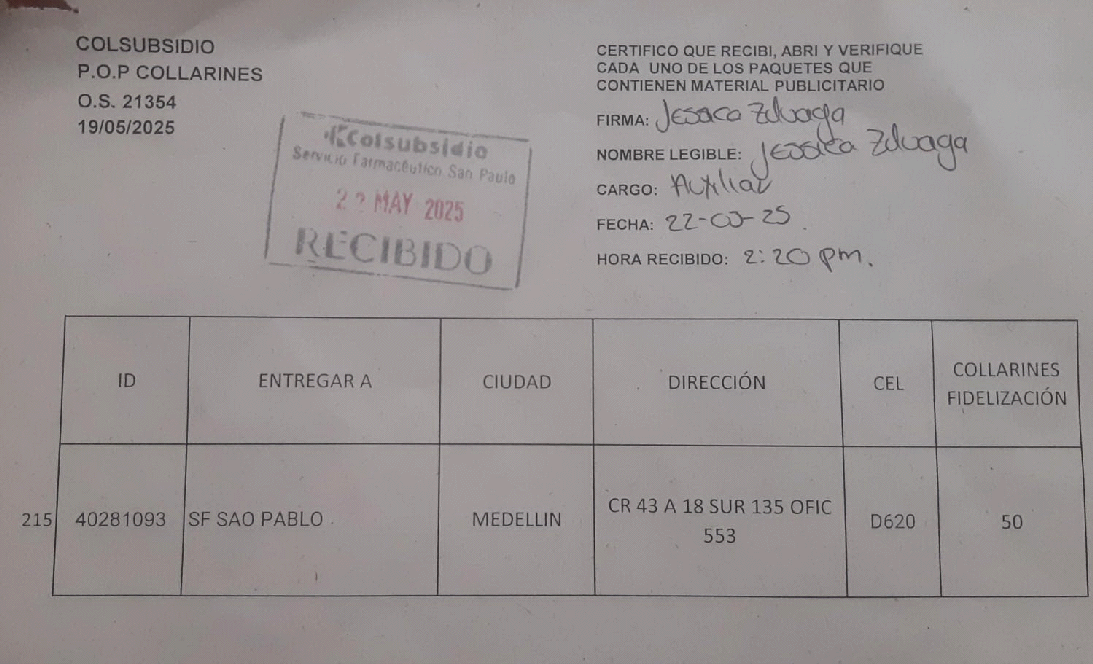 COLSUBSIDIO
P.O.P COLLARINES
O.S. 21354
19/05/2025
Colsubsidio
Servicio Farmacéutico San Paulo
22 MAY 2025
RECIBIDO
CERTIFICO QUE RECIBI, ABRI Y VERIFIQUE
CADA UNO DE LOS PAQUETES QUE
CONTIENEN MATERIAL PUBLICITARIO
FIRMA: Jessica Zuluaga
NOMBRE LEGIBLE: Jessica Zuluaga
CARGO: Auxiliar
FECHA: 22-05-25
HORA RECIBIDO: 2:20 pm.
ID ENTREGAR A CIUDAD DIRECCIÓN CEL COLLARINES
FIDELIZACIÓN
215 40281093 SF SAO PABLO MEDELLIN CR 43 A 18 SUR 135 OFIC
553 D620 50